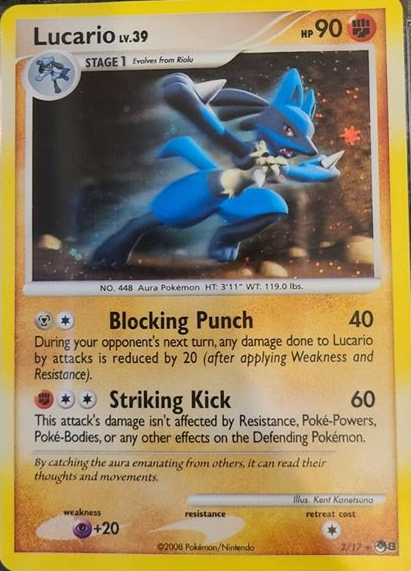 Lucario LV.39
HP 90
STAGE 1 Evolves from Riolu
NO. 448 Aura Pokémon HT: 3'11" WT: 119.0 lbs.
Blocking Punch 40
During your opponent's next turn, any damage done to Lucario
by attacks is reduced by 20 (after applying Weakness and
Resistance).
Striking Kick 60
This attack's damage isn't affected by Resistance, Poké-Powers,
Poké-Bodies, or any other effects on the Defending Pokémon.
By catching the aura emanating from others, it can read their
thoughts and movements.
Illus. Kent Kanetsuna
weakness resistance retreat cost
+20
©2008 Pokémon/Nintendo 2/17 ★ 8